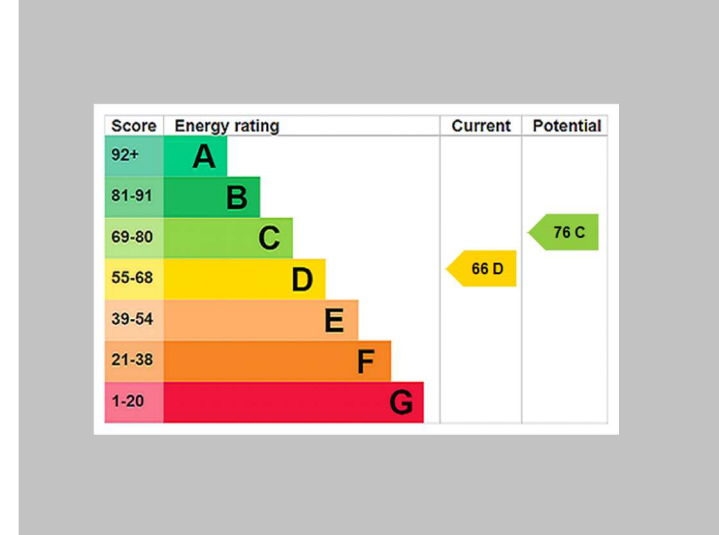 Score Energy rating Current Potential
92+ A
81-91 B
69-80 C 76 C
55-68 D 66 D
39-54 E
21-38 F
1-20 G